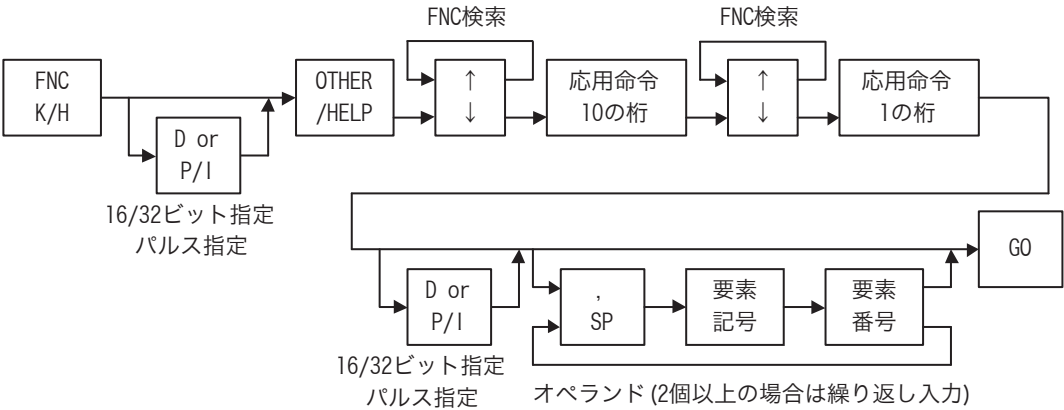 FNC検索
FNC検索
FNC
K/H
OTHER
/HELP
↑
↓
応用命令
10の桁
↑
↓
応用命令
1の桁
D or
P/I
16/32ビット指定
パルス指定
GO
D or
P/I
,
SP
要素
記号
要素
番号
16/32ビット指定
パルス指定
オペランド(2個以上の場合は繰り返し入力)